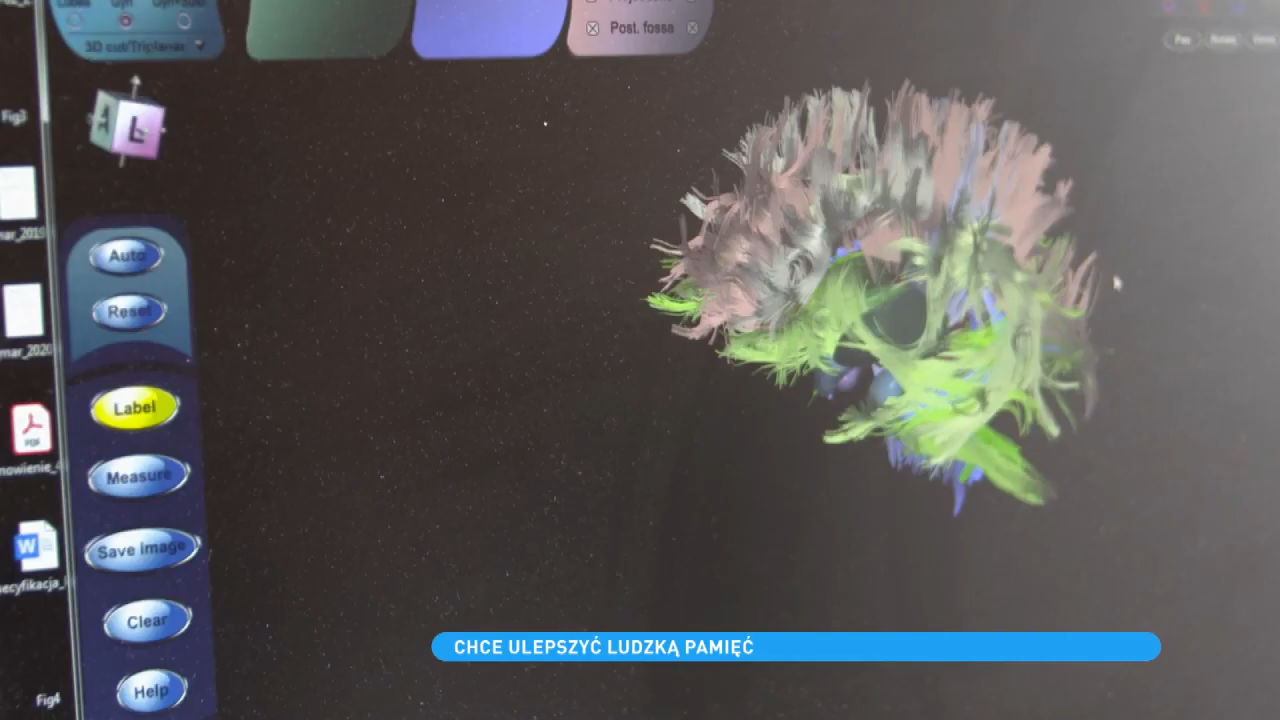 Gyri
3D sub/Triplanar
Post. fossa
Fig3
L
mar_2019
Auto
Reset
mar_2020
Label
PDF
Measure
W
Save image
Clear
CHCE ULEPSZYĆ LUDZKĄ PAMIĘĆ
Help
Fig4